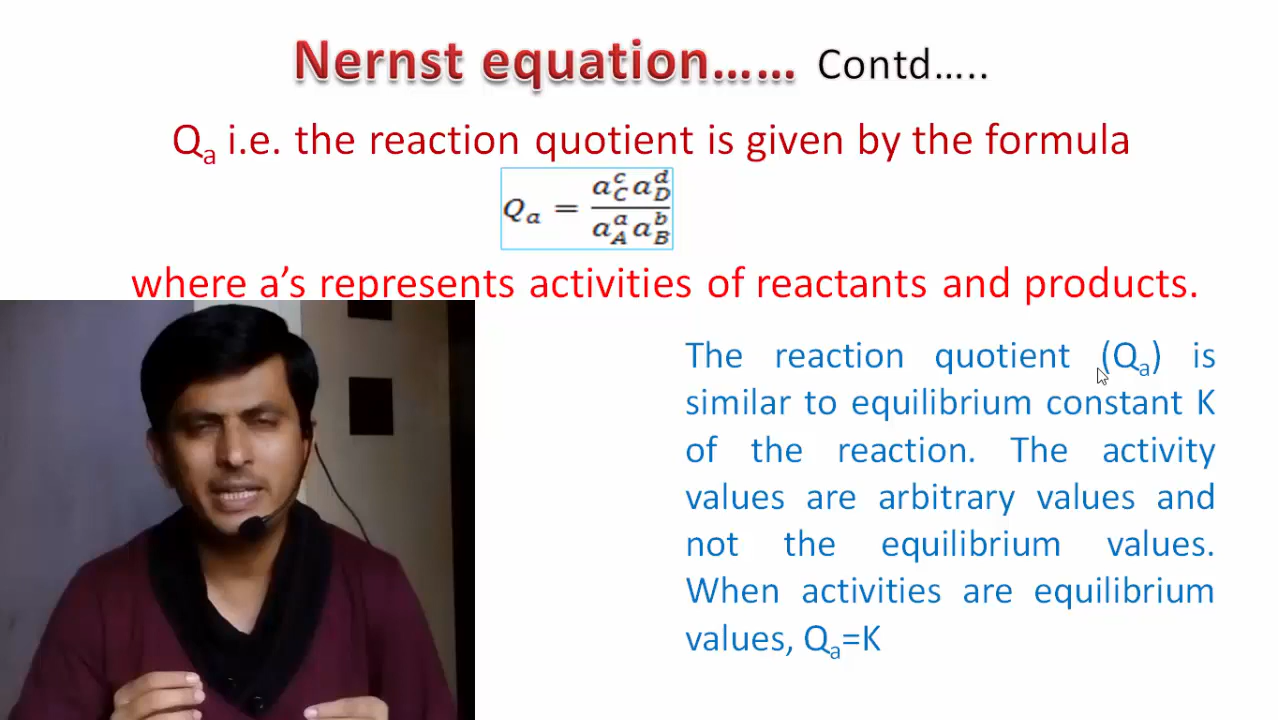 Nernst equation…… Contd…..
Qa i.e. the reaction quotient is given by the formula
Qa = a_C^c a_D^d / a_A^a a_B^b
where a’s represents activities of reactants and products.
The reaction quotient (Qa) is
similar to equilibrium constant K
of the reaction. The activity
values are arbitrary values and
not the equilibrium values.
When activities are equilibrium
values, Qa=K